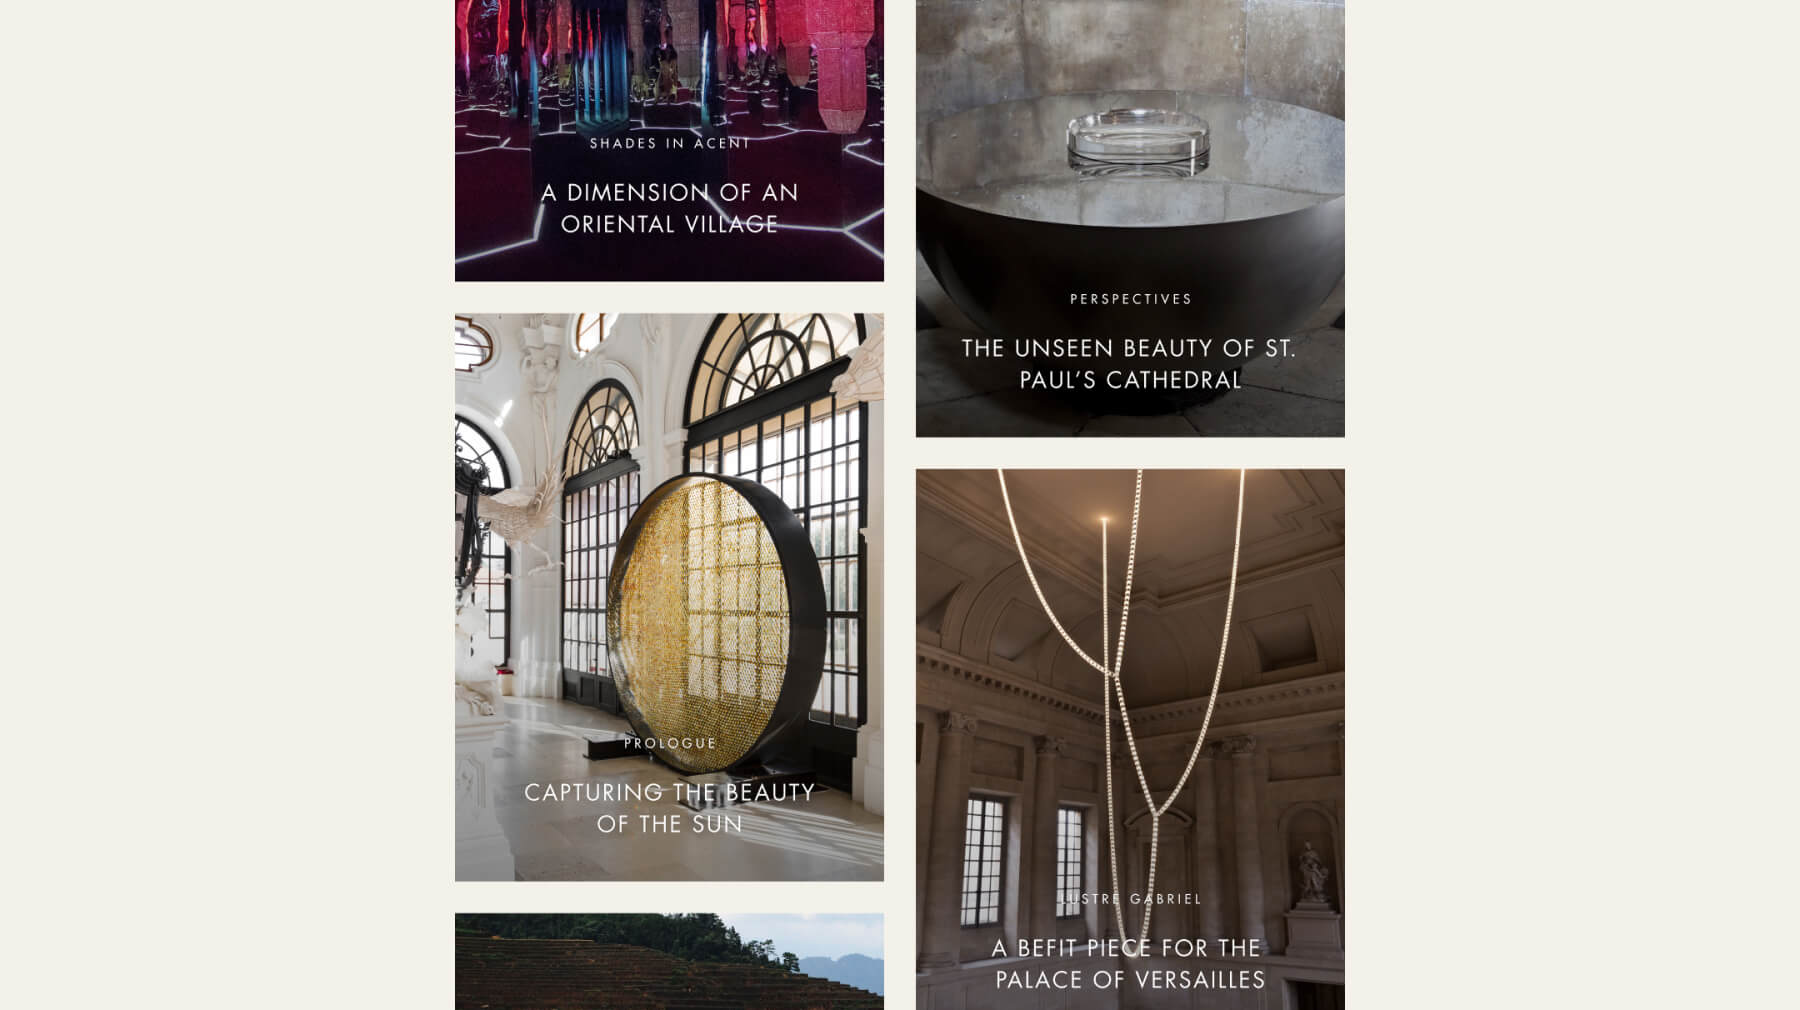 SHADES IN ACENT
A DIMENSION OF AN
ORIENTAL VILLAGE
PERSPECTIVES
THE UNSEEN BEAUTY OF ST.
PAUL’S CATHEDRAL
PROLOGUE
CAPTURING THE BEAUTY
OF THE SUN
LUSTRE GABRIEL
A BEFIT PIECE FOR THE
PALACE OF VERSAILLES